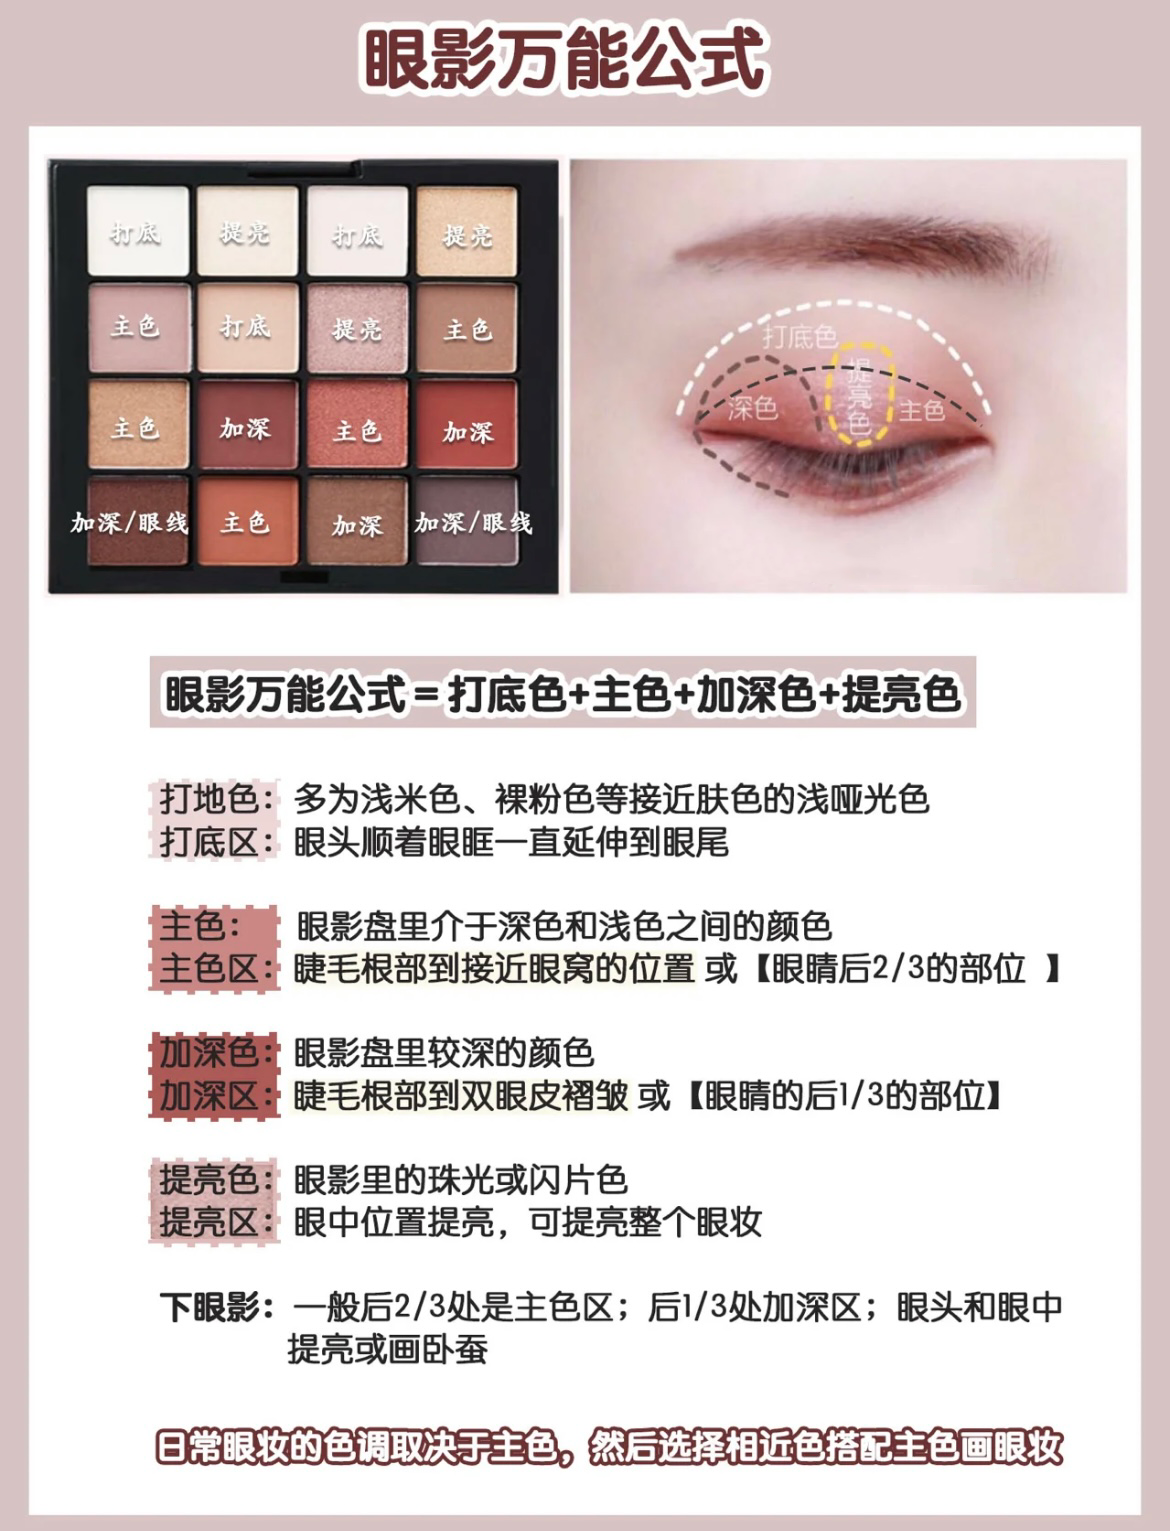 眼影万能公式
打底 提亮 打底 提亮
主色 打底 提亮 主色
主色 加深 主色 加深
加深/眼线 主色 加深 加深/眼线
打底色
提亮色
深色
主色
眼影万能公式=打底色+主色+加深色+提亮色
打地色：多为浅米色、裸粉色等接近肤色的浅哑光色
打底区：眼头顺着眼眶一直延伸到眼尾
主色：眼影盘里介于深色和浅色之间的颜色
主色区：睫毛根部到接近眼窝的位置 或【眼睛后2/3的部位 】
加深色：眼影盘里较深的颜色
加深区：睫毛根部到双眼皮褶皱 或【眼睛的后1/3的部位】
提亮色：眼影里的珠光或闪片色
提亮区：眼中位置提亮，可提亮整个眼妆
下眼影：一般后2/3处是主色区；后1/3处加深区；眼头和眼中
提亮或画卧蚕
日常眼妆的色调取决于主色，然后选择相近色搭配主色画眼妆